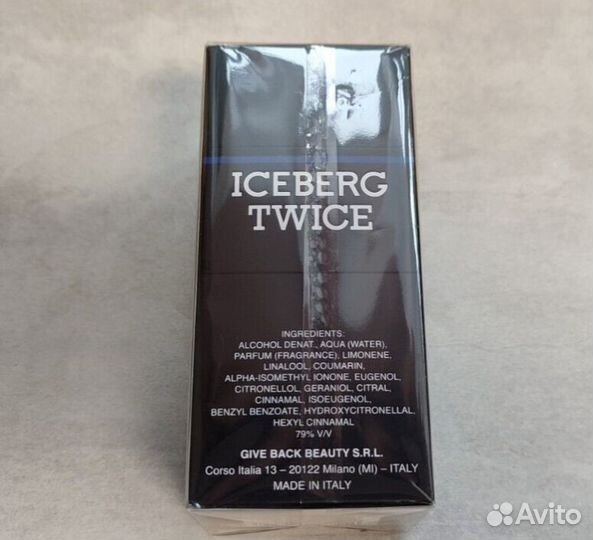 ICEBERG
TWICE
INGREDIENTS:
ALCOHOL DENAT., AQUA (WATER),
PARFUM (FRAGRANCE), LIMONENE,
LINALOOL, COUMARIN,
ALPHA-ISOMETHYL IONONE, EUGENOL,
CITRONELLOL, GERANIOL, CITRAL,
CINNAMAL, ISOEUGENOL,
BENZYL BENZOATE, HYDROXYCITRONELLAL,
HEXYL CINNAMAL
79% V/V
GIVE BACK BEAUTY S.R.L.
Corso Italia 13 – 20122 Milano (MI) – ITALY
MADE IN ITALY
Avito